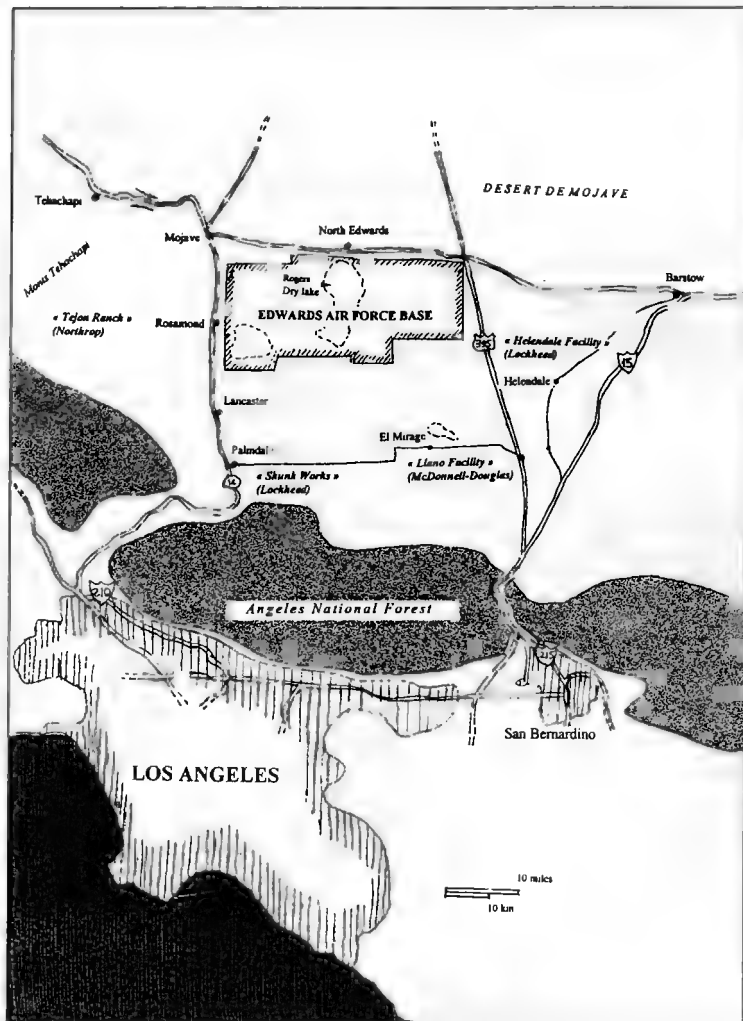 DESERT DE MOJAVE
Tehachapi
Mojave
North Edwards
Monts Tehachapi
Rogers
Dry lake
Barstow
« Tejon Ranch »
(Northrop)
Rosamond
EDWARDS AIR FORCE BASE
395
« Helendale Facility »
(Lockheed)
15
Helendale
Lancaster
El Mirage
Palmdal
« Llano Facility »
(McDonnell-Douglas)
14
« Skunk Works »
(Lockheed)
210
Angeles National Forest
215
San Bernardino
LOS ANGELES
10 miles
10 km